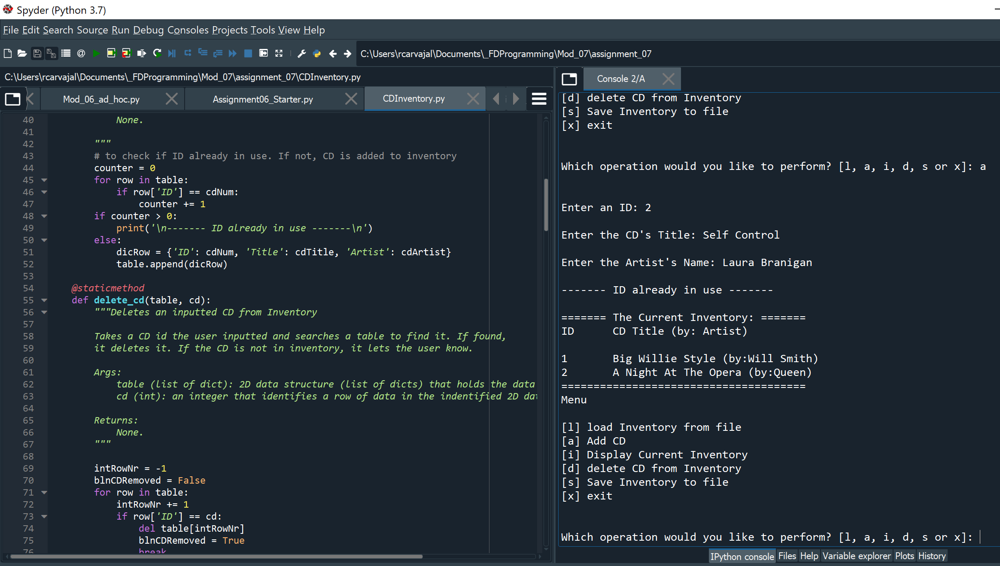 Spyder (Python 3.7)
File Edit Search Source Run Debug Consoles Projects Tools View Help
C:\Users\rcarvajal\Documents\_FDProgramming\Mod_07\assignment_07
C:\Users\rcarvajal\Documents\_FDProgramming\Mod_07\assignment_07\CDInventory.py
Mod_06_ad_hoc.py
Assignment06_Starter.py
CDInventory.py
40 None.
41
42 """
43 # to check if ID already in use. If not, CD is added to inventory
44 counter = 0
45 for row in table:
46 if row['ID'] == cdNum:
47 counter += 1
48 if counter > 0:
49 print('\n------- ID already in use -------\n')
50 else:
51 dicRow = {'ID': cdNum, 'Title': cdTitle, 'Artist': cdArtist}
52 table.append(dicRow)
53
54 @staticmethod
55 def delete_cd(table, cd):
56 """Deletes an inputted CD from Inventory
57
58 Takes a CD id the user inputted and searches a table to find it. If found,
59 it deletes it. If the CD is not in inventory, it lets the user know.
60
61 Args:
62 table (list of dict): 2D data structure (list of dicts) that holds the data
63 cd (int): an integer that identifies a row of data in the indentified 2D dat
64
65 Returns:
66 None.
67 """
68
69 intRowNr = -1
70 blnCDRemoved = False
71 for row in table:
72 intRowNr += 1
73 if row['ID'] == cd:
74 del table[intRowNr]
75 blnCDRemoved = True
76 break
Console 2/A
[d] delete CD from Inventory
[s] Save Inventory to file
[x] exit
Which operation would you like to perform? [l, a, i, d, s or x]: a
Enter an ID: 2
Enter the CD's Title: Self Control
Enter the Artist's Name: Laura Branigan
------- ID already in use -------
======= The Current Inventory: =======
ID CD Title (by: Artist)
1 Big Willie Style (by:Will Smith)
2 A Night At The Opera (by:Queen)
======================================
Menu
[l] load Inventory from file
[a] Add CD
[i] Display Current Inventory
[d] delete CD from Inventory
[s] Save Inventory to file
[x] exit
Which operation would you like to perform? [l, a, i, d, s or x]:
IPython console Files Help Variable explorer Plots History